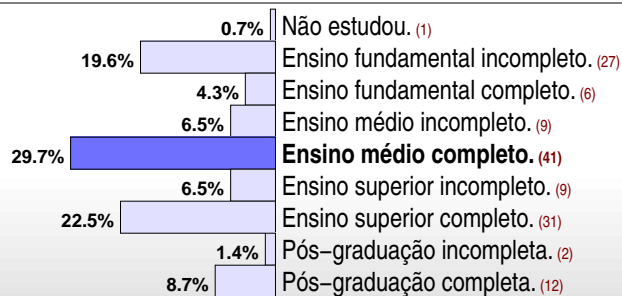 0.7% Não estudou. (1)
19.6% Ensino fundamental incompleto. (27)
4.3% Ensino fundamental completo. (6)
6.5% Ensino médio incompleto. (9)
29.7% Ensino médio completo. (41)
6.5% Ensino superior incompleto. (9)
22.5% Ensino superior completo. (31)
1.4% Pós−graduação incompleta. (2)
8.7% Pós−graduação completa. (12)